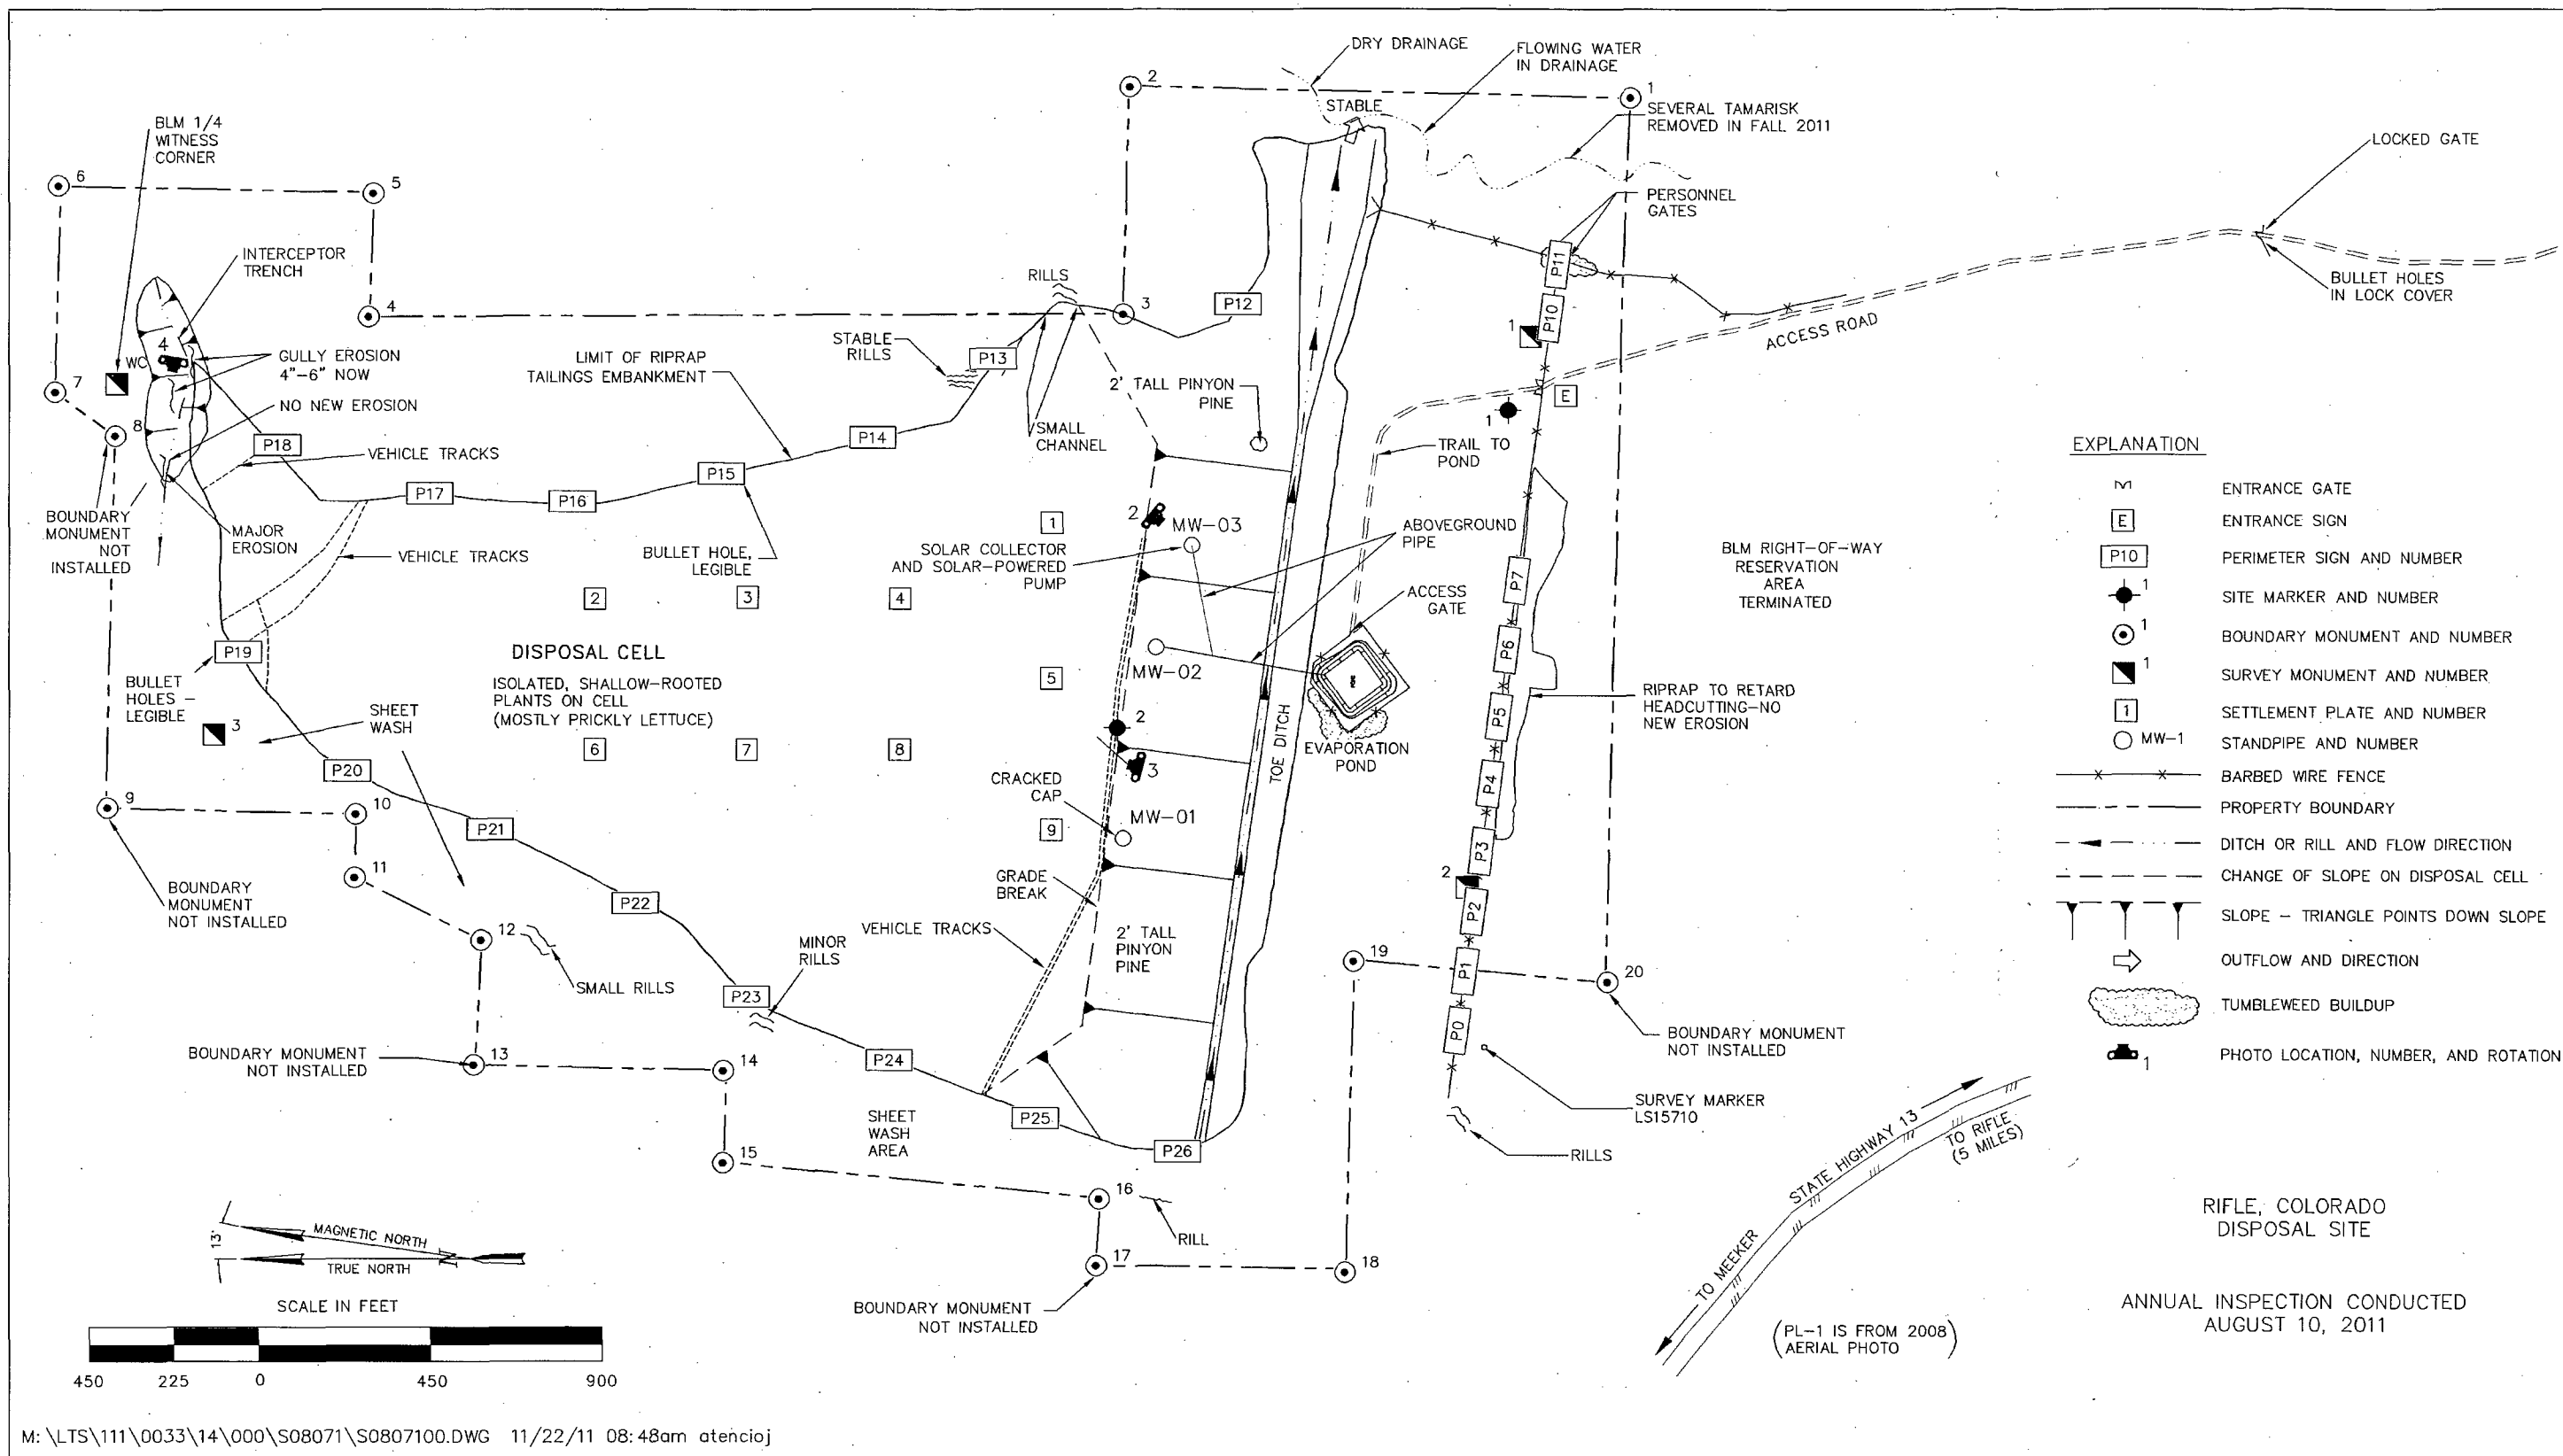 DRY DRAINAGE
FLOWING WATER
IN DRAINAGE
2
1
STABLE
SEVERAL TAMARISK
REMOVED IN FALL 2011
BLM 1/4
WITNESS
CORNER
LOCKED GATE
6
5
PERSONNEL
GATES
INTERCEPTOR
TRENCH
RILLS
P11
BULLET HOLES
IN LOCK COVER
4
3
P12
P10
1
ACCESS ROAD
STABLE
RILLS
P13
4
WC
GULLY EROSION
4"-6" NOW
LIMIT OF RIPRAP
TAILINGS EMBANKMENT
2' TALL PINYON
PINE
7
E
NO NEW EROSION
1
8
P18
VEHICLE TRACKS
P14
SMALL
CHANNEL
TRAIL TO
POND
P15
P17
P16
BOUNDARY
MONUMENT
NOT
INSTALLED
MAJOR
EROSION
VEHICLE TRACKS
BULLET HOLE,
LEGIBLE
1
2
MW-03
SOLAR COLLECTOR
AND SOLAR-POWERED
PUMP
ABOVEGROUND
PIPE
BLM RIGHT-OF-WAY
RESERVATION
AREA
TERMINATED
P7
2
3
4
ACCESS
GATE
P19
DISPOSAL CELL
P6
MW-02
ISOLATED, SHALLOW-ROOTED
PLANTS ON CELL
(MOSTLY PRICKLY LETTUCE)
5
BULLET
HOLES -
LEGIBLE
3
SHEET
WASH
P5
RIPRAP TO RETARD
HEADCUTTING-NO
NEW EROSION
2
6
7
8
TOE DITCH
EVAPORATION
POND
3
P20
P4
CRACKED
CAP
9
10
MW-01
P21
9
P3
11
BOUNDARY
MONUMENT
NOT INSTALLED
GRADE
BREAK
2
P22
P2
12
VEHICLE TRACKS
2' TALL
PINYON
PINE
MINOR
RILLS
19
P1
20
SMALL RILLS
P23
P0
BOUNDARY MONUMENT
NOT INSTALLED
BOUNDARY MONUMENT
NOT INSTALLED
13
14
P24
SURVEY MARKER
LS15710
SHEET
WASH
AREA
P25
P26
RILLS
15
16
RILL
17
18
BOUNDARY MONUMENT
NOT INSTALLED
13'
MAGNETIC NORTH
N
TRUE NORTH
SCALE IN FEET
450 225 0 450 900
STATE HIGHWAY 13
TO RIFLE
(5 MILES)
TO MEEKER
(PL-1 IS FROM 2008
AERIAL PHOTO)
EXPLANATION
ENTRANCE GATE
E ENTRANCE SIGN
P10 PERIMETER SIGN AND NUMBER
1 SITE MARKER AND NUMBER
1 BOUNDARY MONUMENT AND NUMBER
1 SURVEY MONUMENT AND NUMBER
1 SETTLEMENT PLATE AND NUMBER
MW-1 STANDPIPE AND NUMBER
BARBED WIRE FENCE
PROPERTY BOUNDARY
DITCH OR RILL AND FLOW DIRECTION
CHANGE OF SLOPE ON DISPOSAL CELL
SLOPE - TRIANGLE POINTS DOWN SLOPE
OUTFLOW AND DIRECTION
TUMBLEWEED BUILDUP
1 PHOTO LOCATION, NUMBER, AND ROTATION
RIFLE, COLORADO
DISPOSAL SITE
ANNUAL INSPECTION CONDUCTED
AUGUST 10, 2011
M:\LTS\111\0033\14\000\S08071\S0807100.DWG 11/22/11 08:48am atencioj